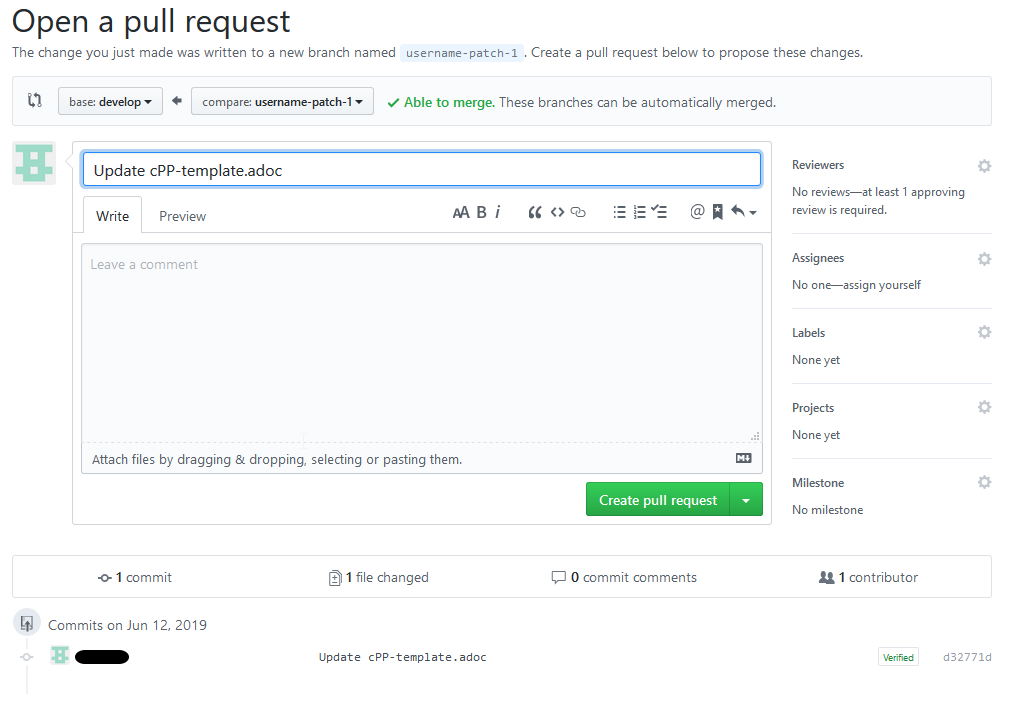 Open a pull request
The change you just made was written to a new branch named username-patch-1 . Create a pull request below to propose these changes.
base: develop compare: username-patch-1 Able to merge. These branches can be automatically merged.
Update cPP-template.adoc
Write Preview AA B i @
Leave a comment
Attach files by dragging & dropping, selecting or pasting them.
Create pull request
Reviewers
No reviews—at least 1 approving
review is required.
Assignees
No one—assign yourself
Labels
None yet
Projects
None yet
Milestone
No milestone
1 commit 1 file changed 0 commit comments 1 contributor
Commits on Jun 12, 2019
Update cPP-template.adoc Verified d32771d